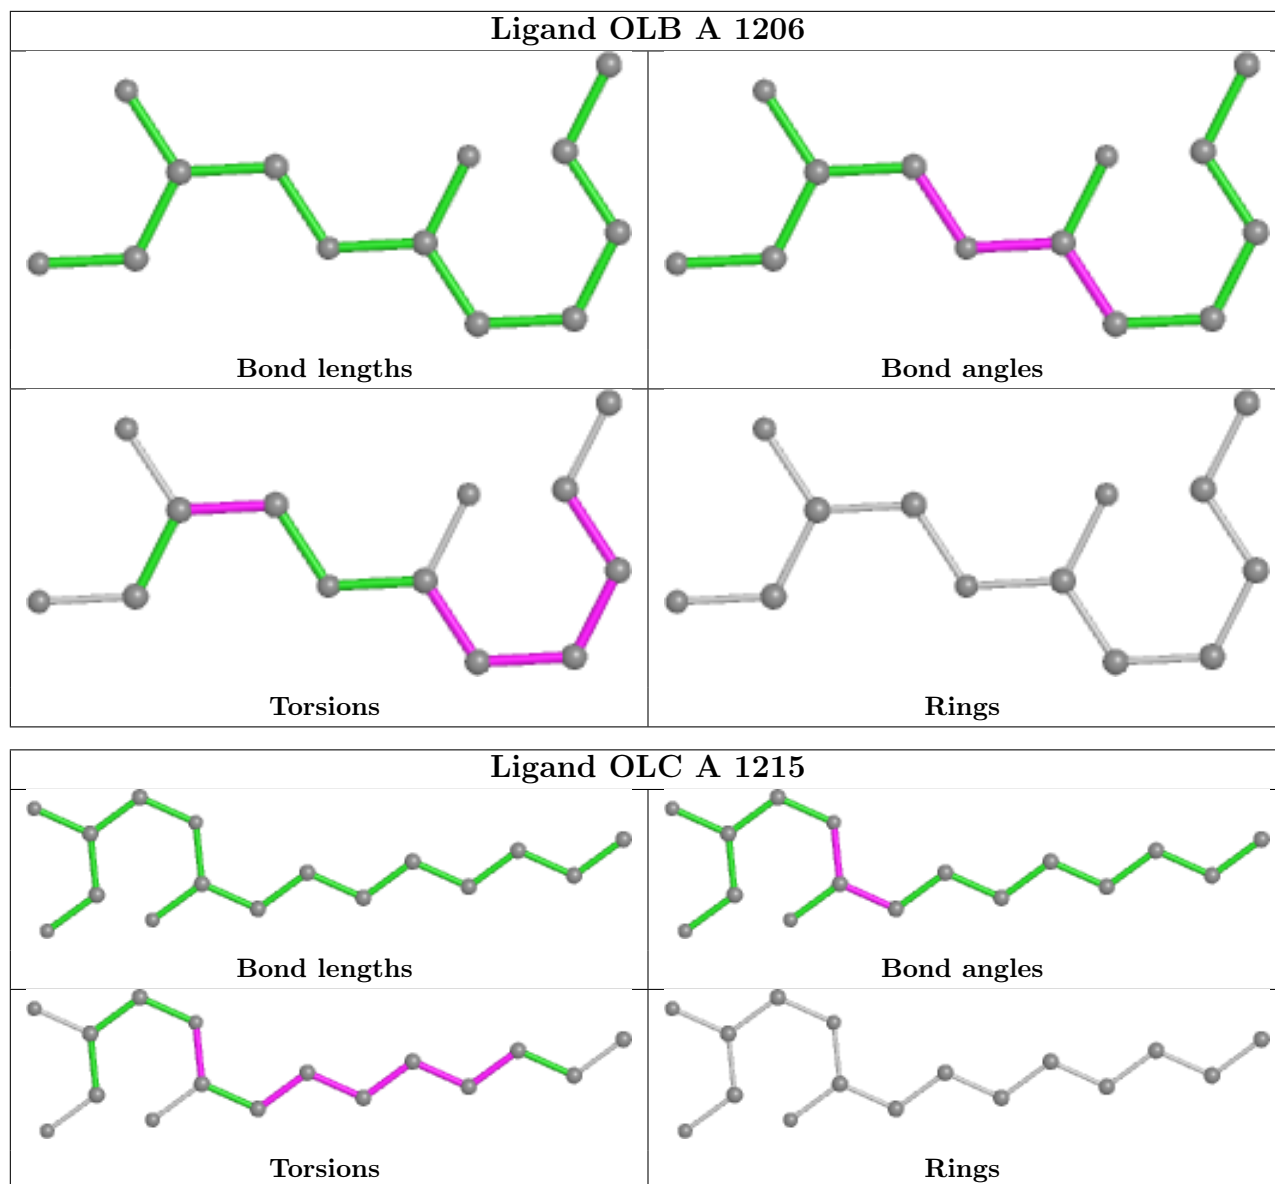 Ligand OLB A 1206
Bond lengths
Bond angles
Torsions
Rings
Ligand OLC A 1215
Bond lengths
Bond angles
Torsions
Rings